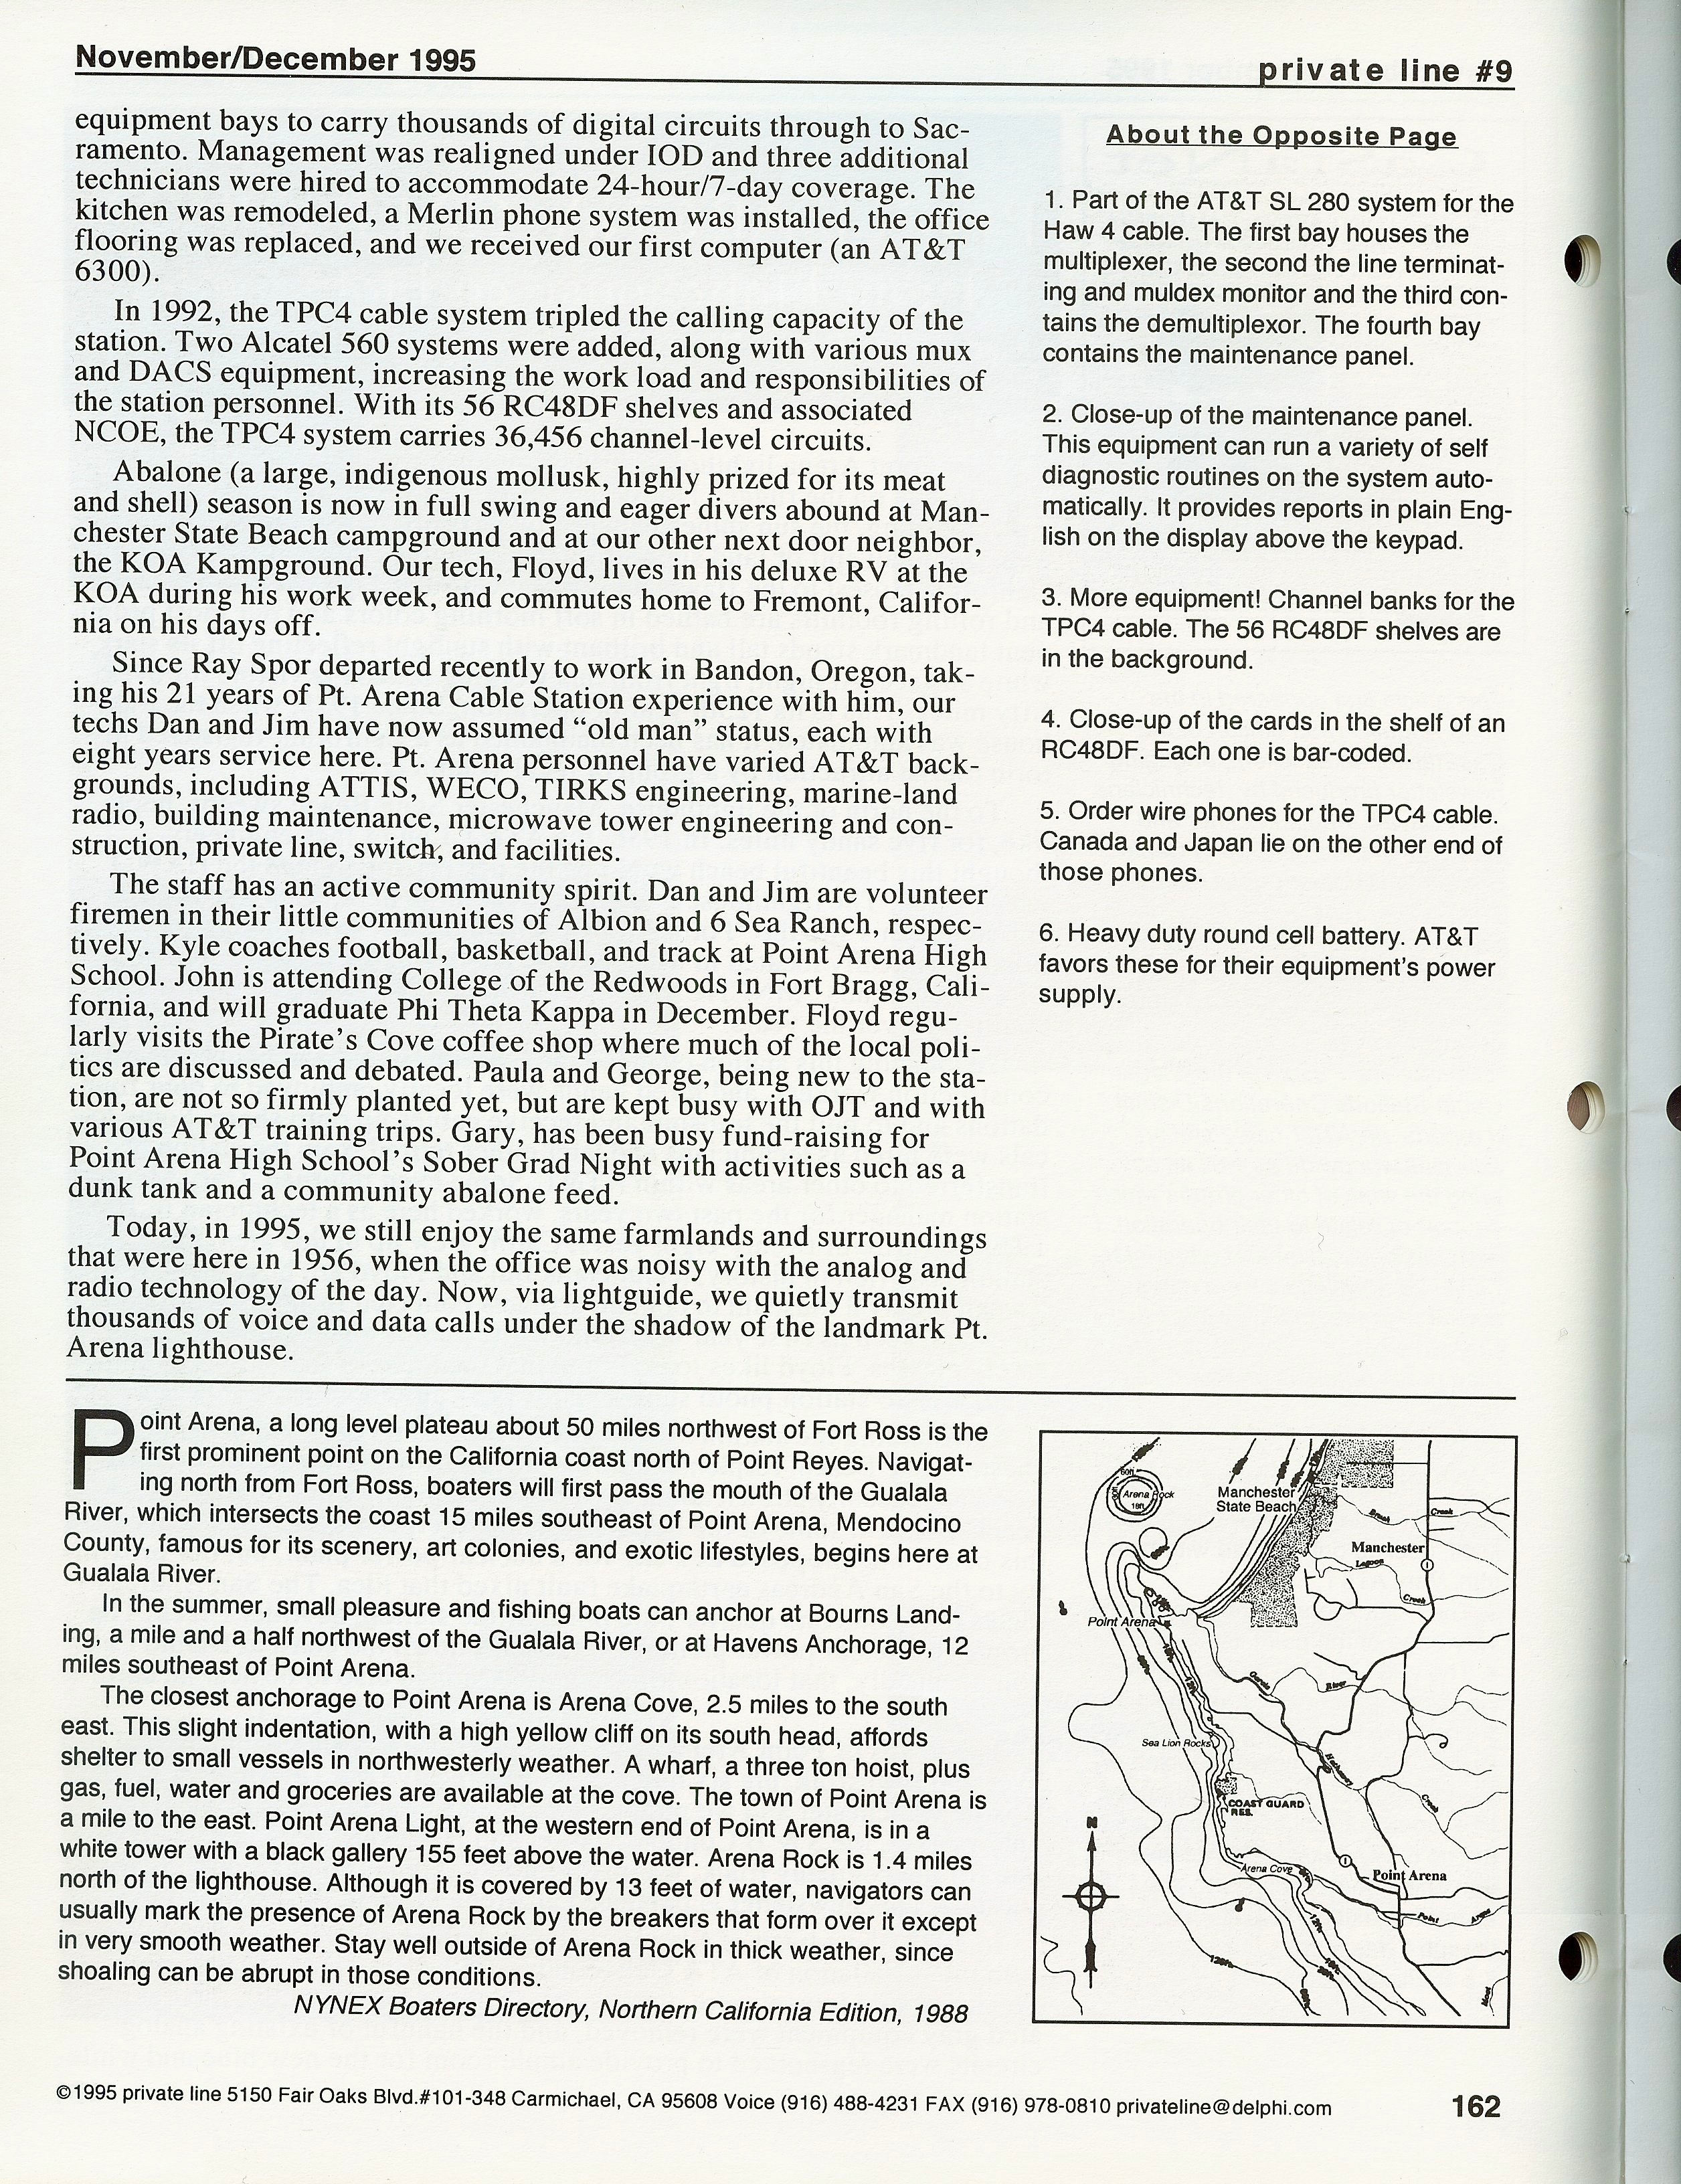 November/December 1995
private line #9
equipment bays to carry thousands of digital circuits through to Sac-
ramento. Management was realigned under IOD and three additional
technicians were hired to accommodate 24-hour/7-day coverage. The
kitchen was remodeled, a Merlin phone system was installed, the office
flooring was replaced, and we received our first computer (an AT&T
6300).
In 1992, the TPC4 cable system tripled the calling capacity of the
station. Two Alcatel 560 systems were added, along with various mux
and DACS equipment, increasing the work load and responsibilities of
the station personnel. With its 56 RC48DF shelves and associated
NCOE, the TPC4 system carries 36,456 channel-level circuits.
Abalone (a large, indigenous mollusk, highly prized for its meat
and shell) season is now in full swing and eager divers abound at Man-
chester State Beach campground and at our other next door neighbor,
the KOA Kampground. Our tech, Floyd, lives in his deluxe RV at the
KOA during his work week, and commutes home to Fremont, Califor-
nia on his days off.
Since Ray Spor departed recently to work in Bandon, Oregon, tak-
ing his 21 years of Pt. Arena Cable Station experience with him, our
techs Dan and Jim have now assumed “old man” status, each with
eight years service here. Pt. Arena personnel have varied AT&T back-
grounds, including ATTIS, WECO, TIRKS engineering, marine-land
radio, building maintenance, microwave tower engineering and con-
struction, private line, switch, and facilities.
The staff has an active community spirit. Dan and Jim are volunteer
firemen in their little communities of Albion and 6 Sea Ranch, respec-
tively. Kyle coaches football, basketball, and track at Point Arena High
School. John is attending College of the Redwoods in Fort Bragg, Cali-
fornia, and will graduate Phi Theta Kappa in December. Floyd regu-
larly visits the Pirate’s Cove coffee shop where much of the local poli-
tics are discussed and debated. Paula and George, being new to the sta-
tion, are not so firmly planted yet, but are kept busy with OJT and with
various AT&T training trips. Gary, has been busy fund-raising for
Point Arena High School’s Sober Grad Night with activities such as a
dunk tank and a community abalone feed.
Today, in 1995, we still enjoy the same farmlands and surroundings
that were here in 1956, when the office was noisy with the analog and
radio technology of the day. Now, via lightguide, we quietly transmit
thousands of voice and data calls under the shadow of the landmark Pt.
Arena lighthouse.
About the Opposite Page
1. Part of the AT&T SL 280 system for the
Haw 4 cable. The first bay houses the
multiplexer, the second the line terminat-
ing and muldex monitor and the third con-
tains the demultiplexor. The fourth bay
contains the maintenance panel.
2. Close-up of the maintenance panel.
This equipment can run a variety of self
diagnostic routines on the system auto-
matically. It provides reports in plain Eng-
lish on the display above the keypad.
3. More equipment! Channel banks for the
TPC4 cable. The 56 RC48DF shelves are
in the background.
4. Close-up of the cards in the shelf of an
RC48DF. Each one is bar-coded.
5. Order wire phones for the TPC4 cable.
Canada and Japan lie on the other end of
those phones.
6. Heavy duty round cell battery. AT&T
favors these for their equipment’s power
supply.
Point Arena, a long level plateau about 50 miles northwest of Fort Ross is the
first prominent point on the California coast north of Point Reyes. Navigat-
ing north from Fort Ross, boaters will first pass the mouth of the Gualala
River, which intersects the coast 15 miles southeast of Point Arena, Mendocino
County, famous for its scenery, art colonies, and exotic lifestyles, begins here at
Gualala River.
In the summer, small pleasure and fishing boats can anchor at Bourns Land-
ing, a mile and a half northwest of the Gualala River, or at Havens Anchorage, 12
miles southeast of Point Arena.
The closest anchorage to Point Arena is Arena Cove, 2.5 miles to the south
east. This slight indentation, with a high yellow cliff on its south head, affords
shelter to small vessels in northwesterly weather. A wharf, a three ton hoist, plus
gas, fuel, water and groceries are available at the cove. The town of Point Arena is
a mile to the east. Point Arena Light, at the western end of Point Arena, is in a
white tower with a black gallery 155 feet above the water. Arena Rock is 1.4 miles
north of the lighthouse. Although it is covered by 13 feet of water, navigators can
usually mark the presence of Arena Rock by the breakers that form over it except
in very smooth weather. Stay well outside of Arena Rock in thick weather, since
shoaling can be abrupt in those conditions.
NYNEX Boaters Directory, Northern California Edition, 1988
60ft
Arena Rock
Manchester
State Beach
Creek
Manchester
Lagoon
1
Creek
Point Arena
Garcia
River
Sea Lion Rocks
Hathaway
Creek
COAST GUARD
RES.
N
1
Arena Cove
Point Arena
Point
©1995 private line 5150 Fair Oaks Blvd.#101-348 Carmichael, CA 95608 Voice (916) 488-4231 FAX (916) 978-0810 privateline@delphi.com
162